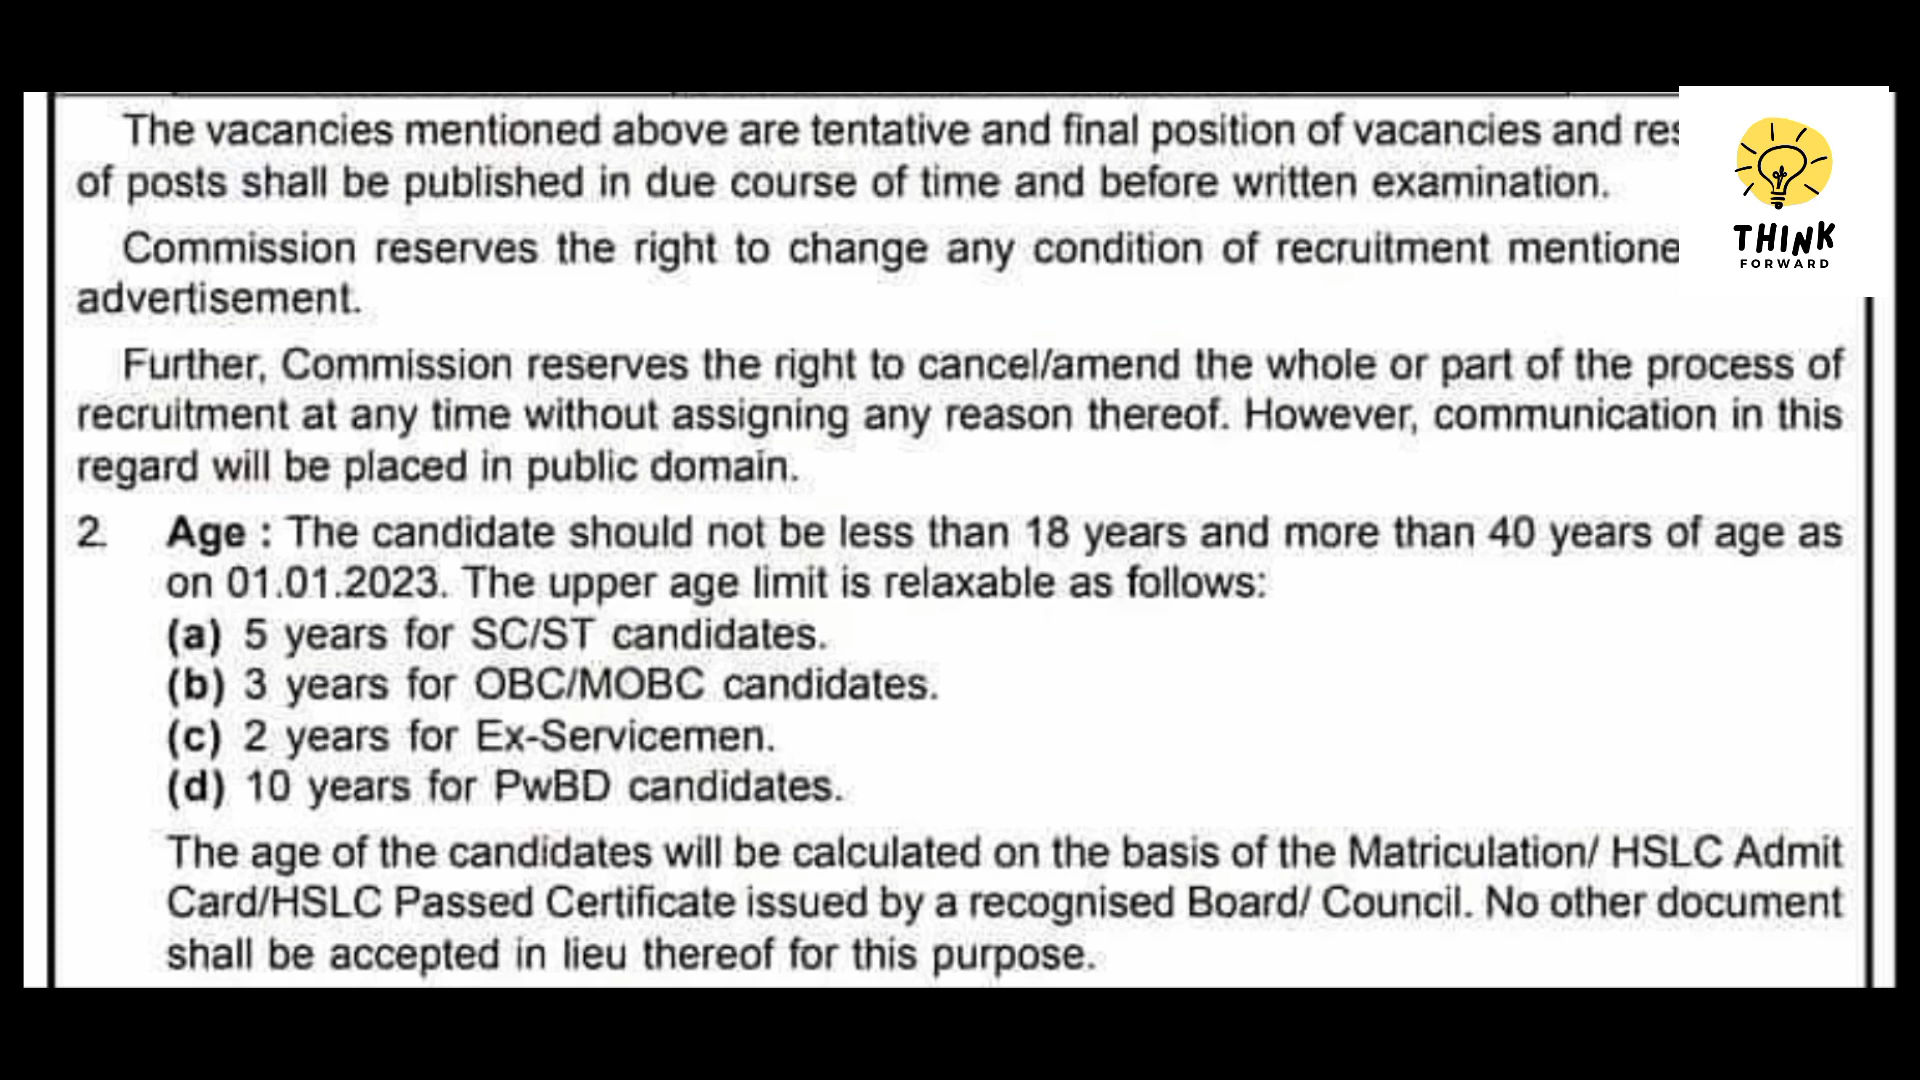 The vacancies mentioned above are tentative and final position of vacancies and
of posts shall be published in due course of time and before written examination.
Commission reserves the right to change any condition of recruitment
advertisement.
Further, Commission reserves the right to cancel/amend the whole or part of the process of
recruitment at any time without assigning any reason thereof. However, communication in this
regard will be placed in public domain.
2. Age : The candidate should not be less than 18 years and more than 40 years of age as
on 01.01.2023. The upper age limit is relaxable as follows:
(a) 5 years for SC/ST candidates.
(b) 3 years for OBC/MOBC candidates.
(c) 2 years for Ex-Servicemen.
(d) 10 years for PwBD candidates.
The age of the candidates will be calculated on the basis of the Matriculation/ HSLC Admit
Card/HSLC Passed Certificate issued by a recognised Board/ Council. No other document
shall be accepted in lieu thereof for this purpose.
THINK
FORWARD